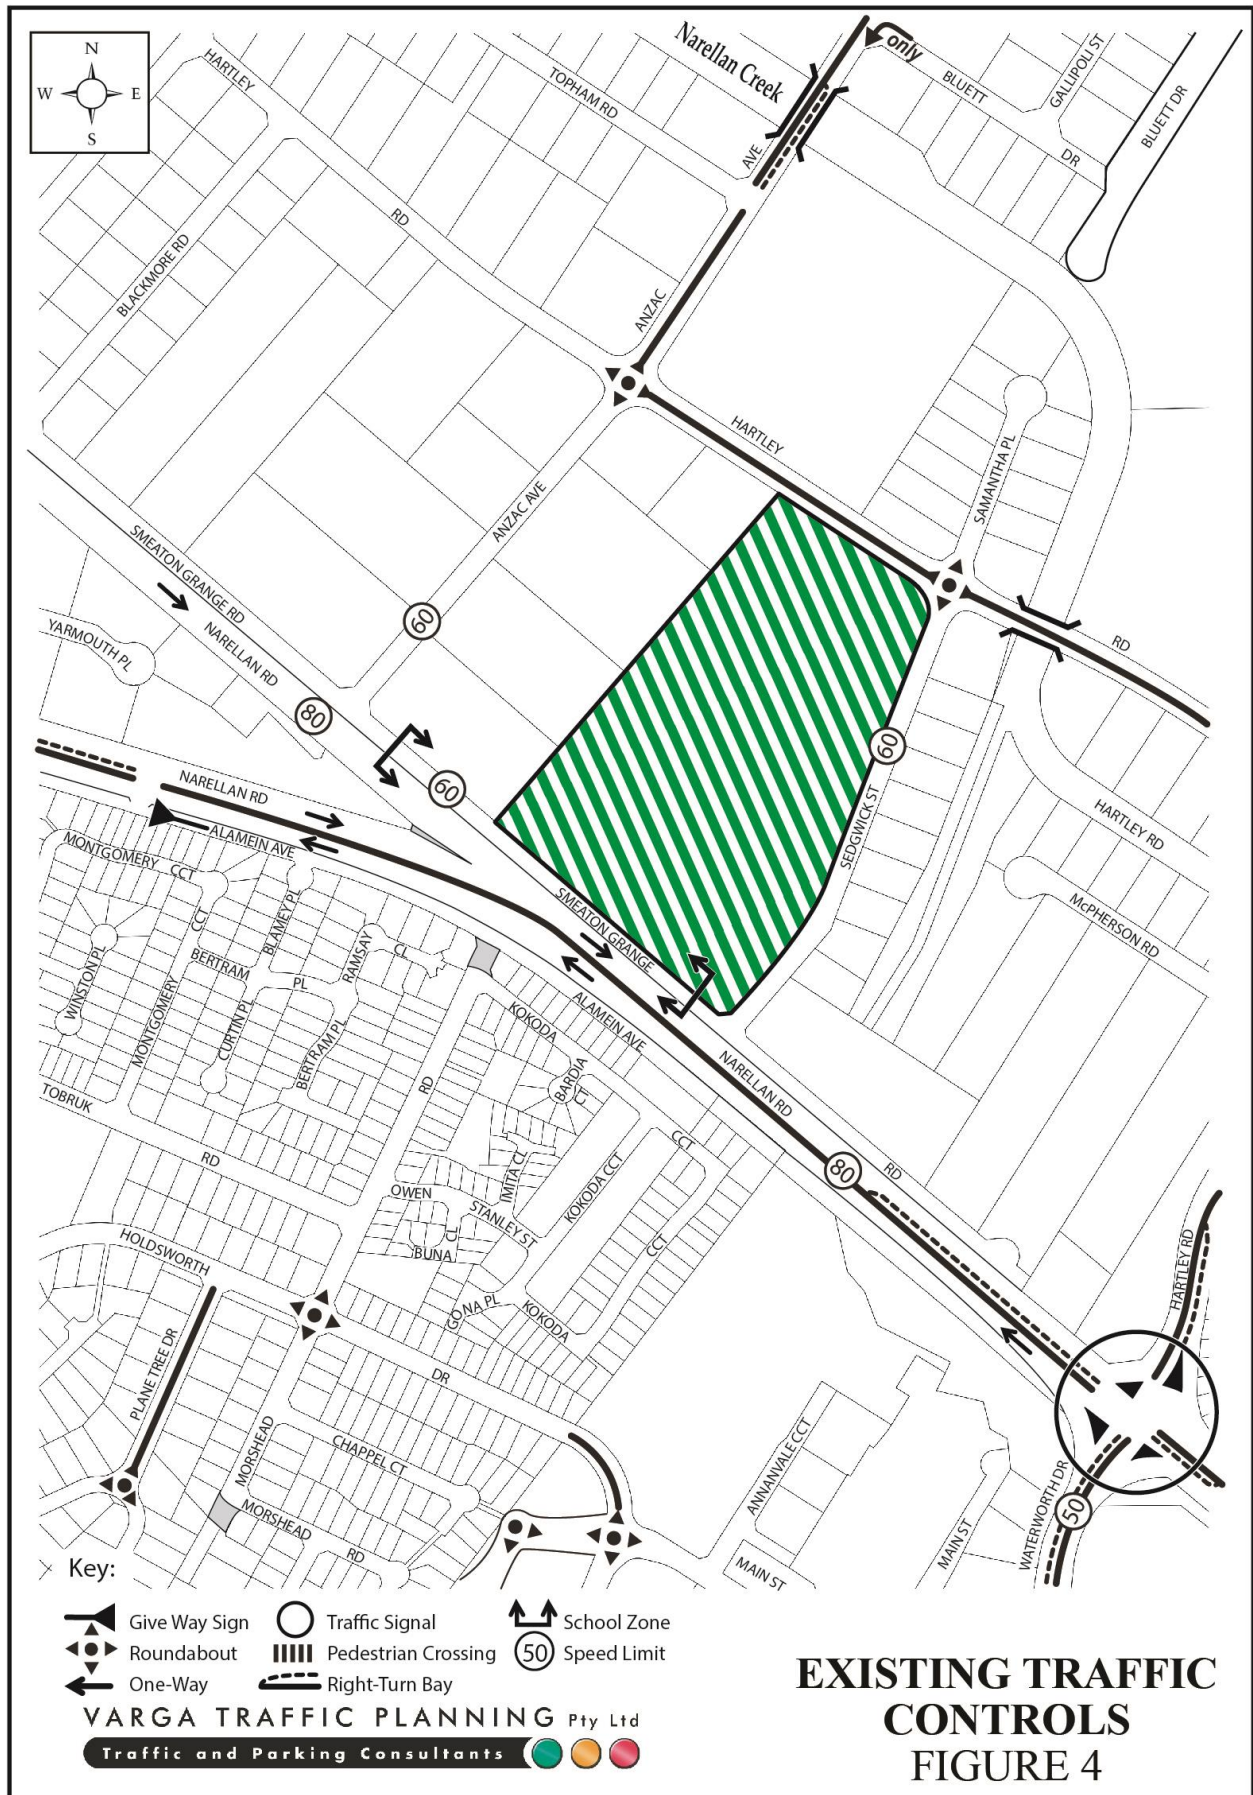 N
W E
S
HARTLEY
RD
TOPHAM RD
Narellan Creek
only
BLUETT
DR
GALLIPOLI ST
BLUETT DR
AVE
ANZAC
BLACKMORE RD
HARTLEY
SAMANTHA PL
ANZAC AVE
SMEATON GRANGE RD
NARELLAN RD
YARMOUTH PL
60
80
60
60
RD
SEDGWICK ST
HARTLEY RD
McPHERSON RD
NARELLAN RD
ALAMEIN AVE
MONTGOMERY
CCT
CCT
MONTGOMERY
BLAMEY PL
WINSTON PL
BERTRAM
PL
RAMSAY
CL
CURTIN PL
BERTRAM PL
SMEATON GRANGE
RD
ALAMEIN AVE
NARELLAN RD
KOKODA
CCT
BARDIA
CT
RD
TOBRUK
RD
OWEN
STANLEY ST
IMITA CL
BUNA
CL
KOKODA CCT
CCT
GONA PL
KOKODA
80
HARTLEY RD
HOLDSWORTH
DR
PLANE TREE DR
MORSHEAD
CHAPPEL CT
MORSHEAD
RD
ANNANVALE CCT
MAIN ST
MAIN ST
WATERWORTH DR
50
Key:
Give Way Sign
Traffic Signal
School Zone
Roundabout
Pedestrian Crossing
50
Speed Limit
One-Way
Right-Turn Bay
VARGA TRAFFIC PLANNING Pty Ltd
Traffic and Parking Consultants
EXISTING TRAFFIC
CONTROLS
FIGURE 4